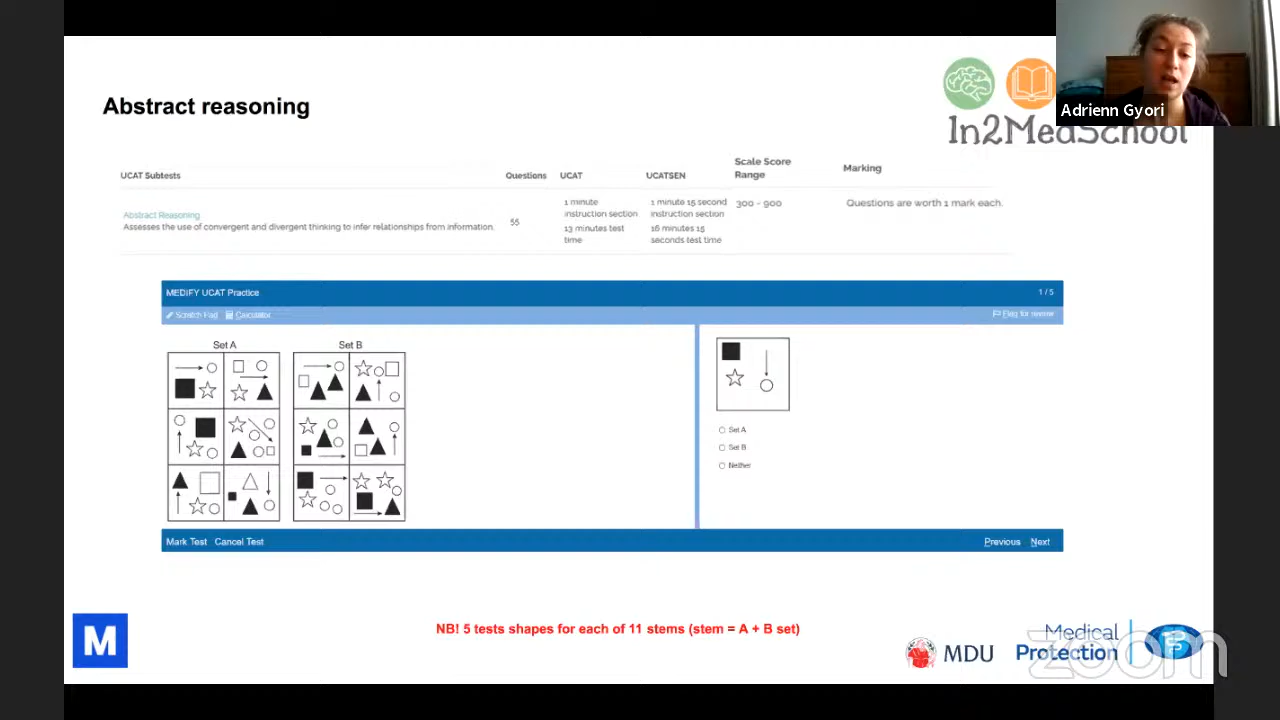 Adrienn Gyori
In2MedSchool
Abstract reasoning
UCAT Subtests
Questions
UCAT
UCATSEN
Scale Score
Range
Marking
Abstract Reasoning
Assesses the use of convergent and divergent thinking to infer relationships from information.
55
1 minute
instruction section
13 minutes test
time
1 minute 15 second
instruction section
16 minutes 15
seconds test time
300 - 900
Questions are worth 1 mark each.
MEDIFY UCAT Practice
1 / 5
Scratch Pad
Calculator
Flag for review
Set A
Set B
Set A
Set B
Neither
Mark Test
Cancel Test
Previous
Next
NB! 5 tests shapes for each of 11 stems (stem = A + B set)
M
MDU
Medical
Protection
zoom